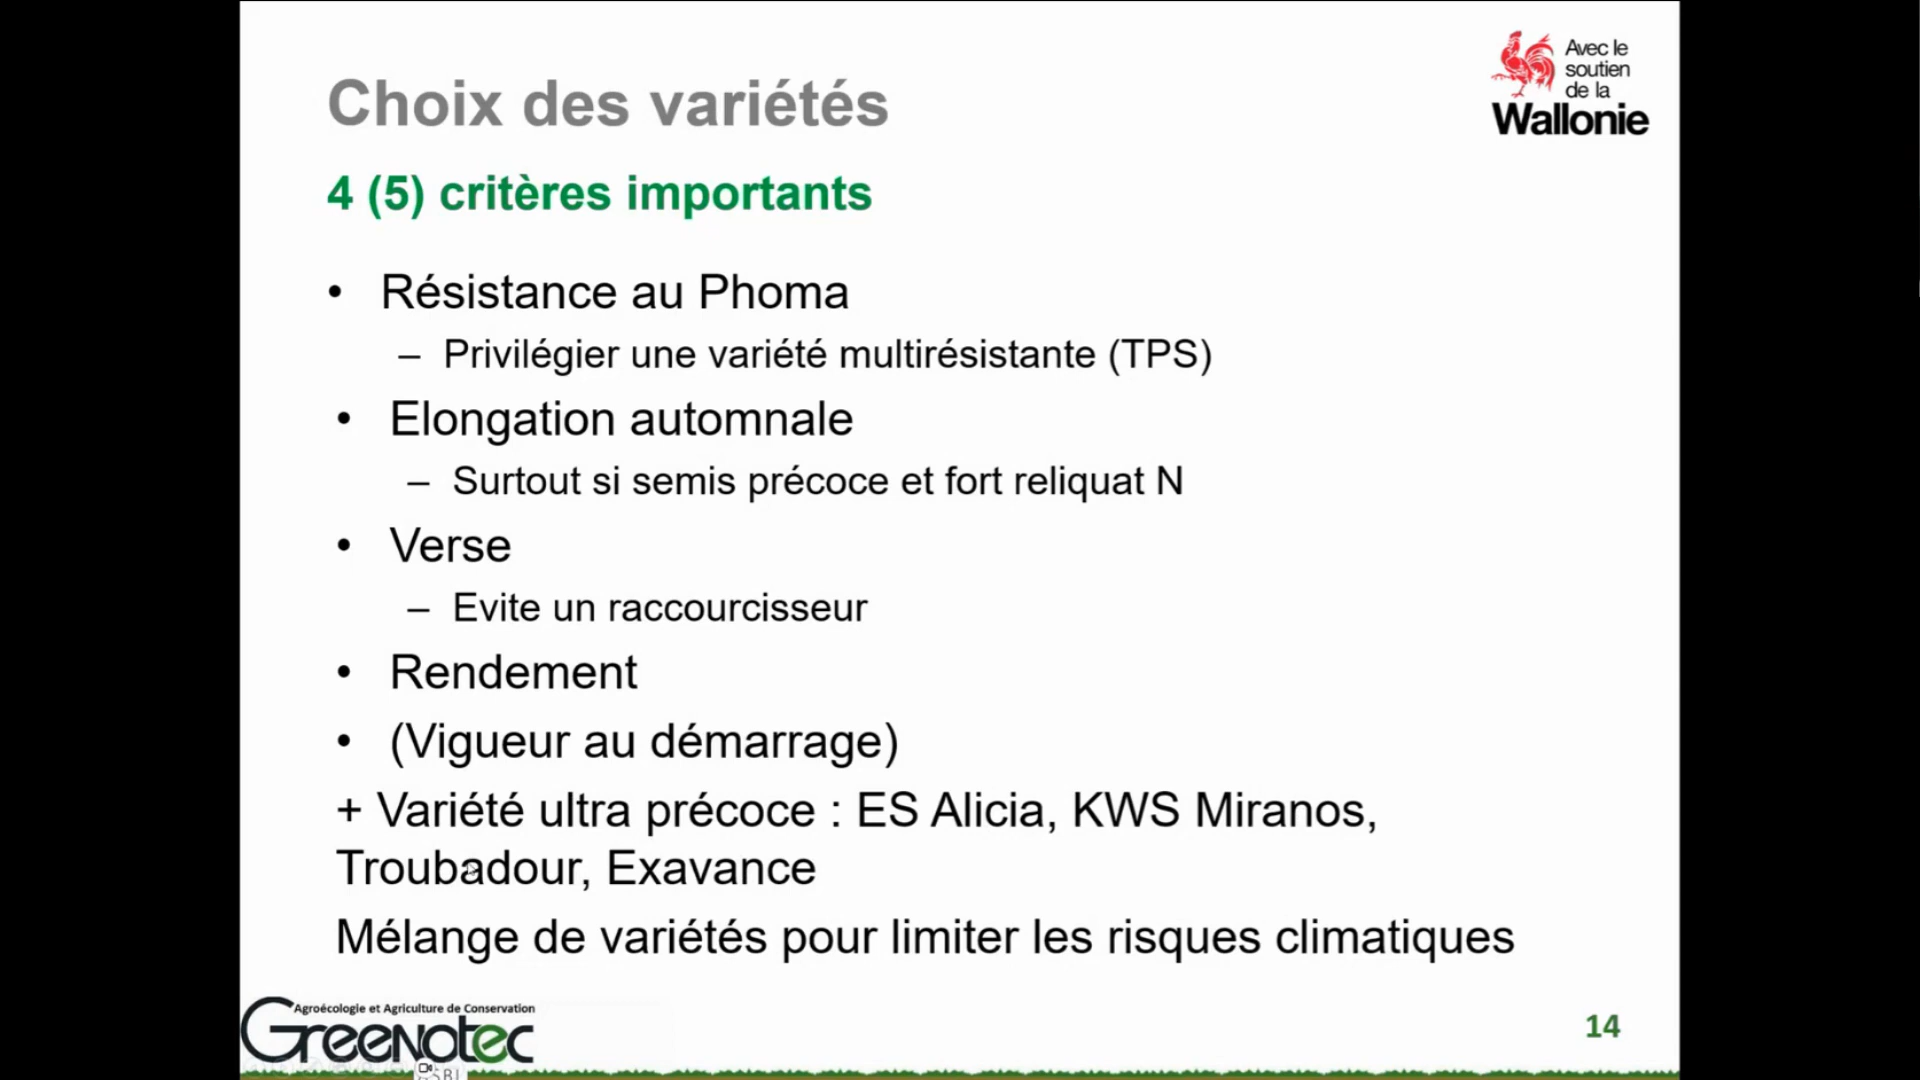 Choix des variétés
Avec le
soutien
de la
Wallonie
4 (5) critères importants
• Résistance au Phoma
– Privilégier une variété multirésistante (TPS)
• Elongation automnale
– Surtout si semis précoce et fort reliquat N
• Verse
– Evite un raccourcisseur
• Rendement
• (Vigueur au démarrage)
+ Variété ultra précoce : ES Alicia, KWS Miranos,
Troubadour, Exavance
Mélange de variétés pour limiter les risques climatiques
Agroécologie et Agriculture de Conservation
Greenotec
14